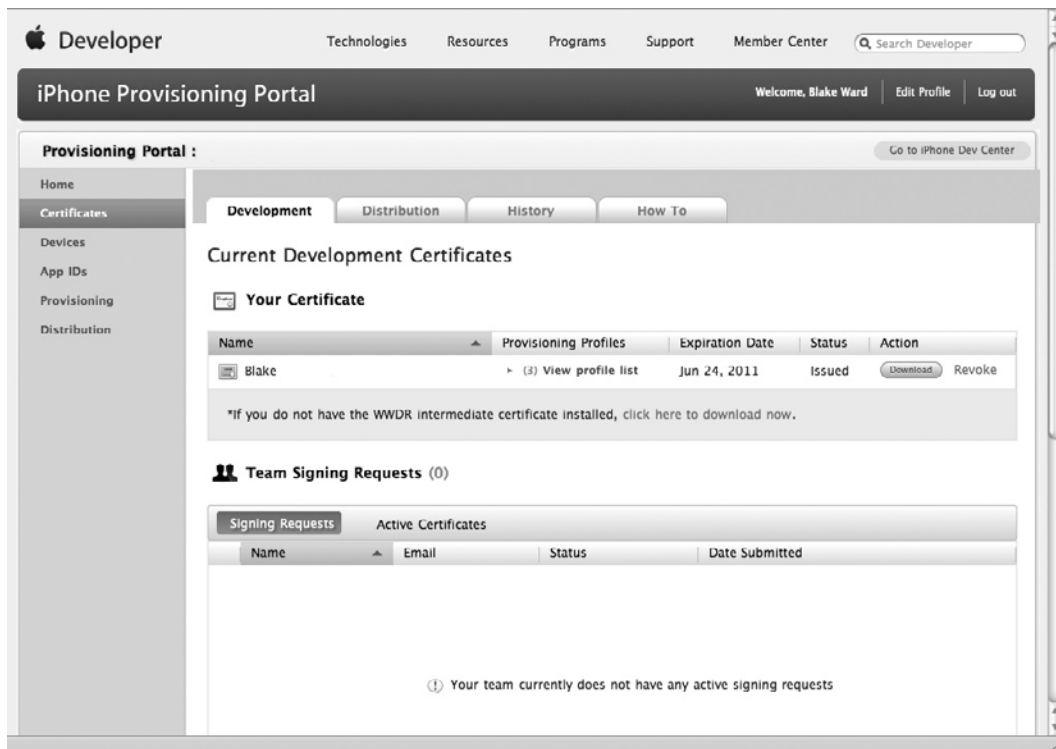 Developer Technologies Resources Programs Support Member Center Search Developer
iPhone Provisioning Portal Welcome, Blake Ward Edit Profile Log out
Provisioning Portal : Go to iPhone Dev Center
Home
Certificates
Devices
App IDs
Provisioning
Distribution
Development Distribution History How To
Current Development Certificates
Your Certificate
Name Provisioning Profiles Expiration Date Status Action
Blake (3) View profile list Jun 24, 2011 Issued Download Revoke
*If you do not have the WWDR intermediate certificate installed, click here to download now.
Team Signing Requests (0)
Signing Requests Active Certificates
Name Email Status Date Submitted
Your team currently does not have any active signing requests